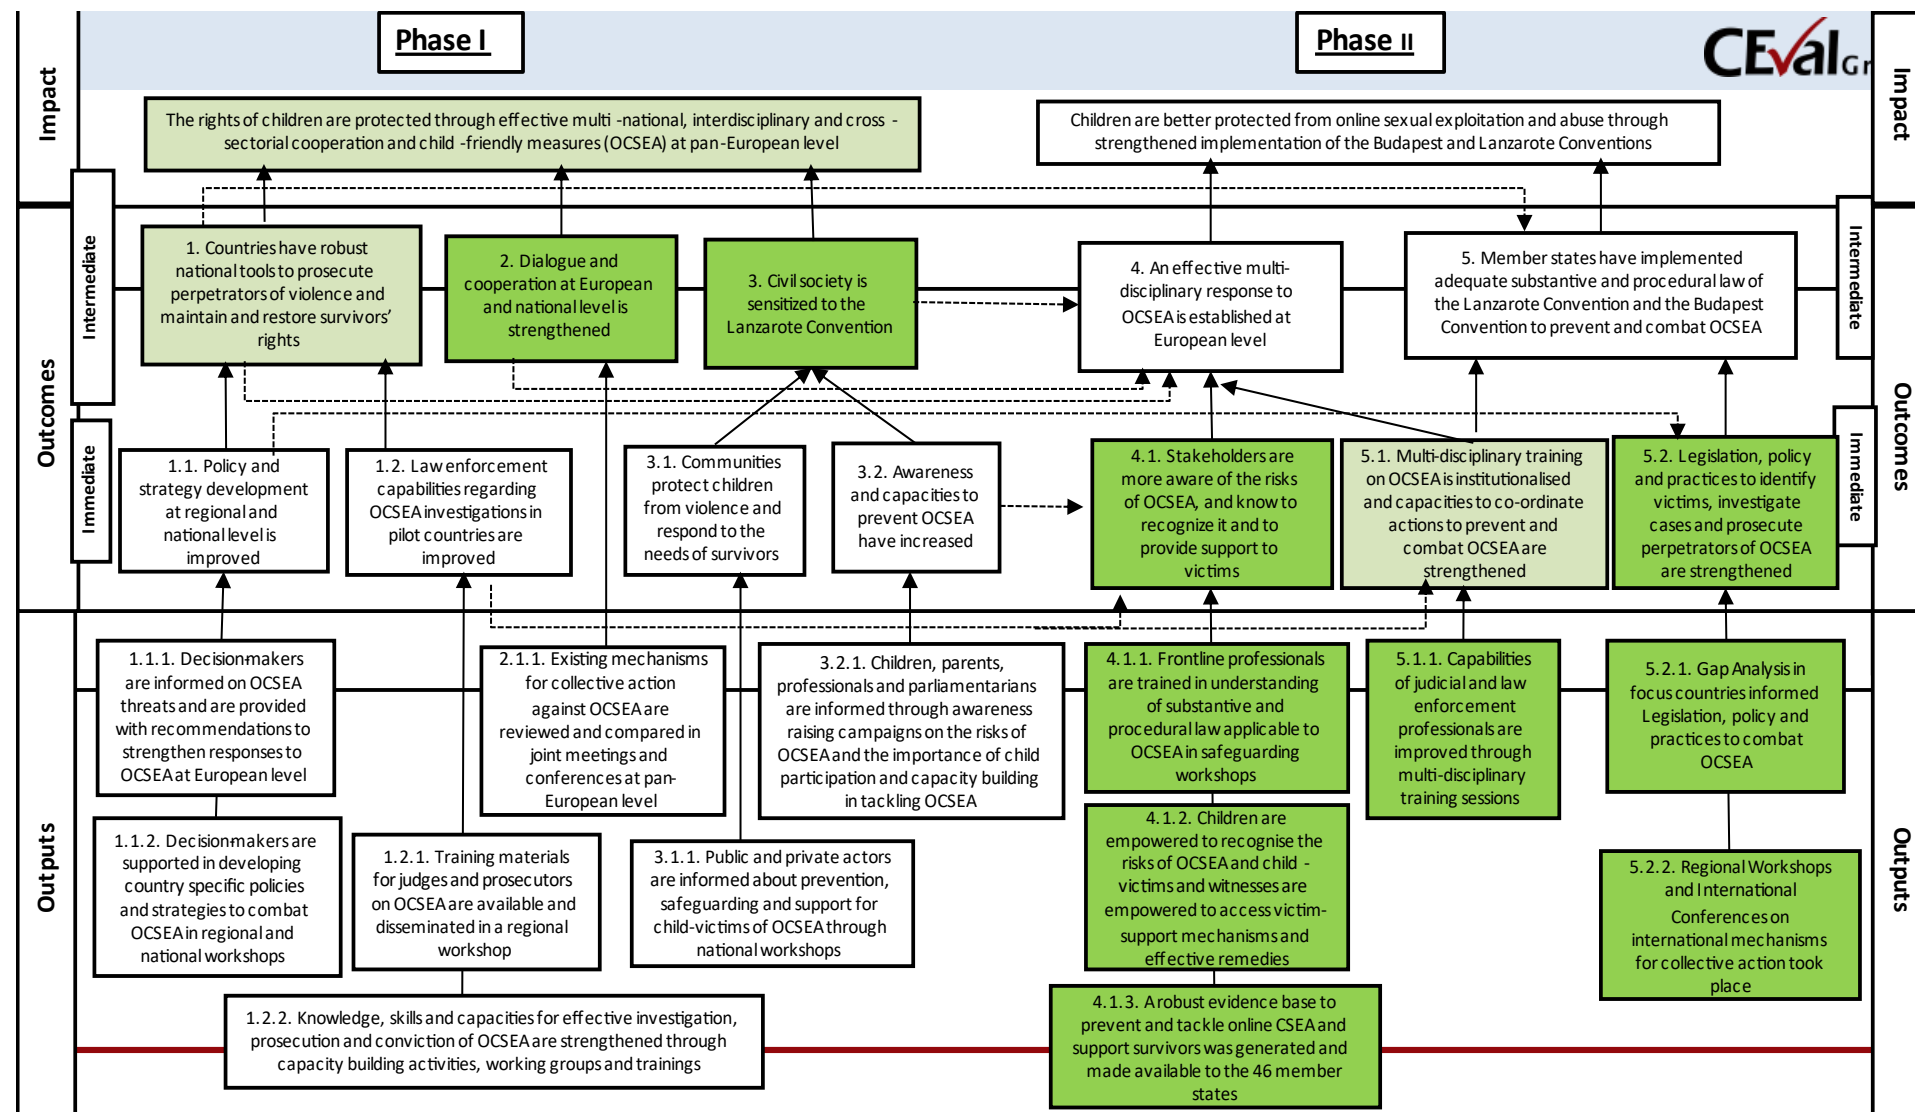 Phase I
Phase II
CEval Gr
Impact
Impact
The rights of children are protected through effective multi -national, interdisciplinary and cross -
sectorial cooperation and child -friendly measures (OCSEA) at pan-European level
Children are better protected from online sexual exploitation and abuse through
strengthened implementation of the Budapest and Lanzarote Conventions
Outcomes
Intermediate
1. Countries have robust
national tools to prosecute
perpetrators of violence and
maintain and restore survivors'
rights
2. Dialogue and
cooperation at European
and national level is
strengthened
3. Civil society is
sensitized to the
Lanzarote Convention
4. An effective multi-
disciplinary response to
OCSEA is established at
European level
5. Member states have implemented
adequate substantive and procedural law of
the Lanzarote Convention and the Budapest
Convention to prevent and combat OCSEA
Intermediate
Outcomes
Immediate
1.1. Policy and
strategy development
at regional and
national level is
improved
1.2. Law enforcement
capabilities regarding
OCSEA investigations in
pilot countries are
improved
3.1. Communities
protect children
from violence and
respond to the
needs of survivors
3.2. Awareness
and capacities to
prevent OCSEA
have increased
4.1. Stakeholders are
more aware of the risks
of OCSEA, and know to
recognize it and to
provide support to
victims
5.1. Multi-disciplinary training
on OCSEA is institutionalised
and capacities to co-ordinate
actions to prevent and
combat OCSEA are
strengthened
5.2. Legislation, policy
and practices to identify
victims, investigate
cases and prosecute
perpetrators of OCSEA
are strengthened
Immediate
Outputs
1.1.1. Decision-makers
are informed on OCSEA
threats and are provided
with recommendations to
strengthen responses to
OCSEA at European level
2.1.1. Existing mechanisms
for collective action
against OCSEA are
reviewed and compared in
joint meetings and
conferences at pan-
European level
3.2.1. Children, parents,
professionals and parliamentarians
are informed through awareness
raising campaigns on the risks of
OCSEA and the importance of child
participation and capacity building
in tackling OCSEA
4.1.1. Frontline professionals
are trained in understanding
of substantive and
procedural law applicable to
OCSEA in safeguarding
workshops
5.1.1. Capabilities
of judicial and law
enforcement
professionals are
improved through
multi-disciplinary
training sessions
5.2.1. Gap Analysis in
focus countries informed
Legislation, policy and
practices to combat
OCSEA
Outputs
1.1.2. Decision-makers are
supported in developing
country specific policies
and strategies to combat
OCSEA in regional and
national workshops
1.2.1. Training materials
for judges and prosecutors
on OCSEA are available and
disseminated in a regional
workshop
3.1.1. Public and private actors
are informed about prevention,
safeguarding and support for
child-victims of OCSEA through
national workshops
4.1.2. Children are
empowered to recognise the
risks of OCSEA and child -
victims and witnesses are
empowered to access victim-
support mechanisms and
effective remedies
5.2.2. Regional Workshops
and International
Conferences on
international mechanisms
for collective action took
place
1.2.2. Knowledge, skills and capacities for effective investigation,
prosecution and conviction of OCSEA are strengthened through
capacity building activities, working groups and trainings
4.1.3. A robust evidence base to
prevent and tackle online CSEA and
support survivors was generated and
made available to the 46 member
states